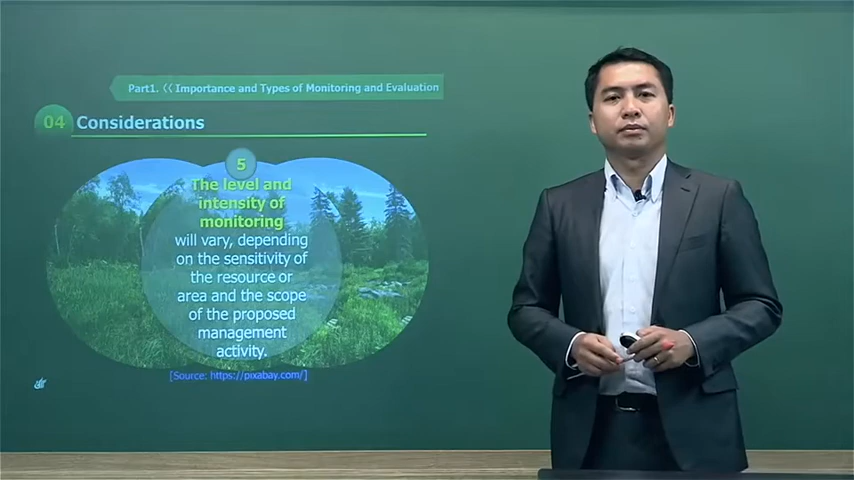 Part1. 《 Importance and Types of Monitoring and Evaluation
04 Considerations
5
The level and
intensity of
monitoring
will vary, depending
on the sensitivity of
the resource or
area and the scope
of the proposed
management
activity.
[Source: https://pixabay.com/]